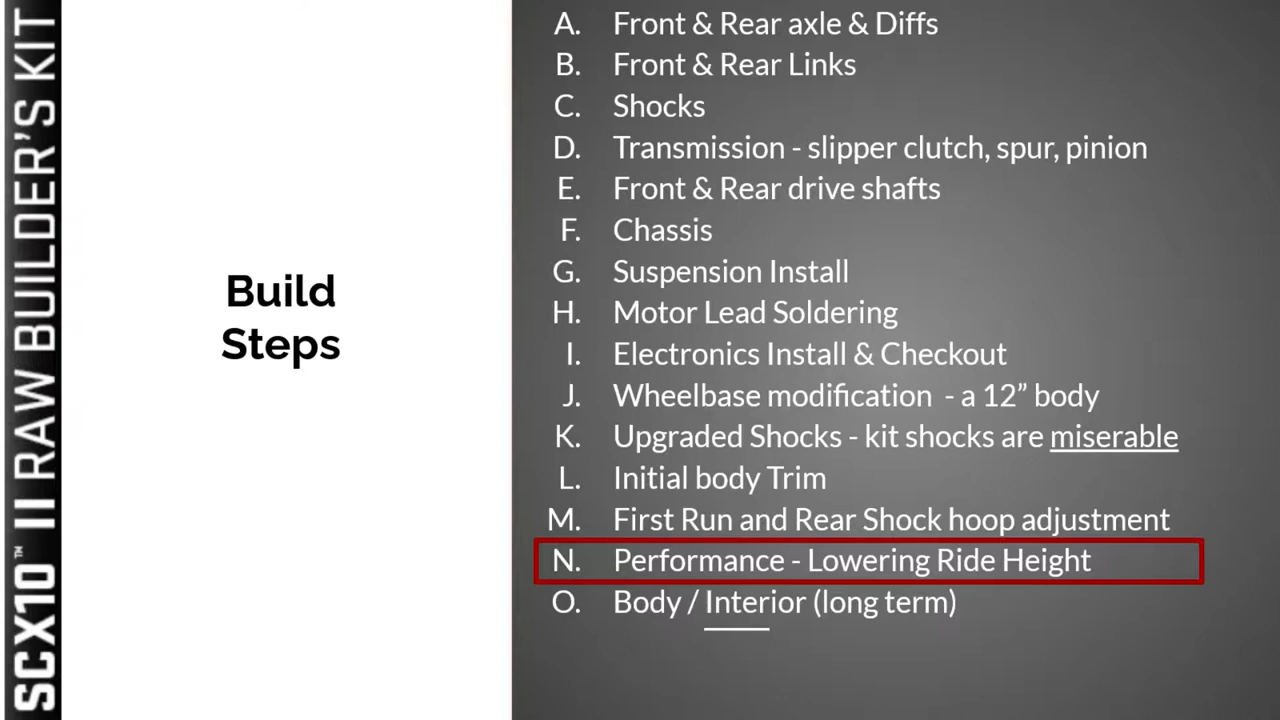 SCX10™ II RAW BUILDER'S KIT
Build
Steps
A. Front & Rear axle & Diffs
B. Front & Rear Links
C. Shocks
D. Transmission - slipper clutch, spur, pinion
E. Front & Rear drive shafts
F. Chassis
G. Suspension Install
H. Motor Lead Soldering
I. Electronics Install & Checkout
J. Wheelbase modification - a 12” body
K. Upgraded Shocks - kit shocks are miserable
L. Initial body Trim
M. First Run and Rear Shock hoop adjustment
N. Performance - Lowering Ride Height
O. Body / Interior (long term)